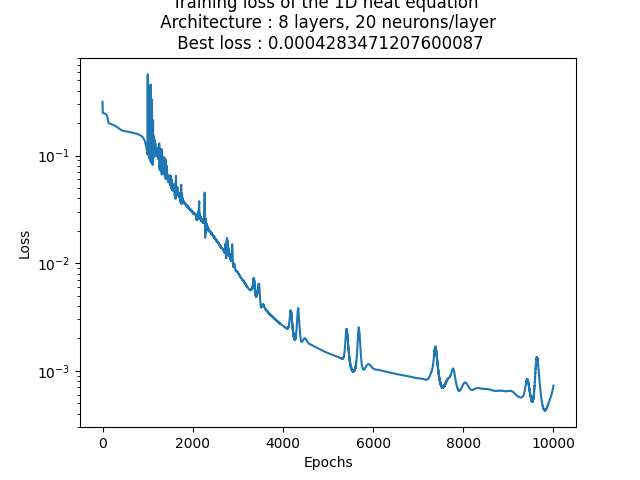 Training loss of the 1D heat equation
Architecture : 8 layers, 20 neurons/layer
Best loss : 0.0004283471207600087
10⁻¹
10⁻²
10⁻³
Loss
0 2000 4000 6000 8000 10000
Epochs